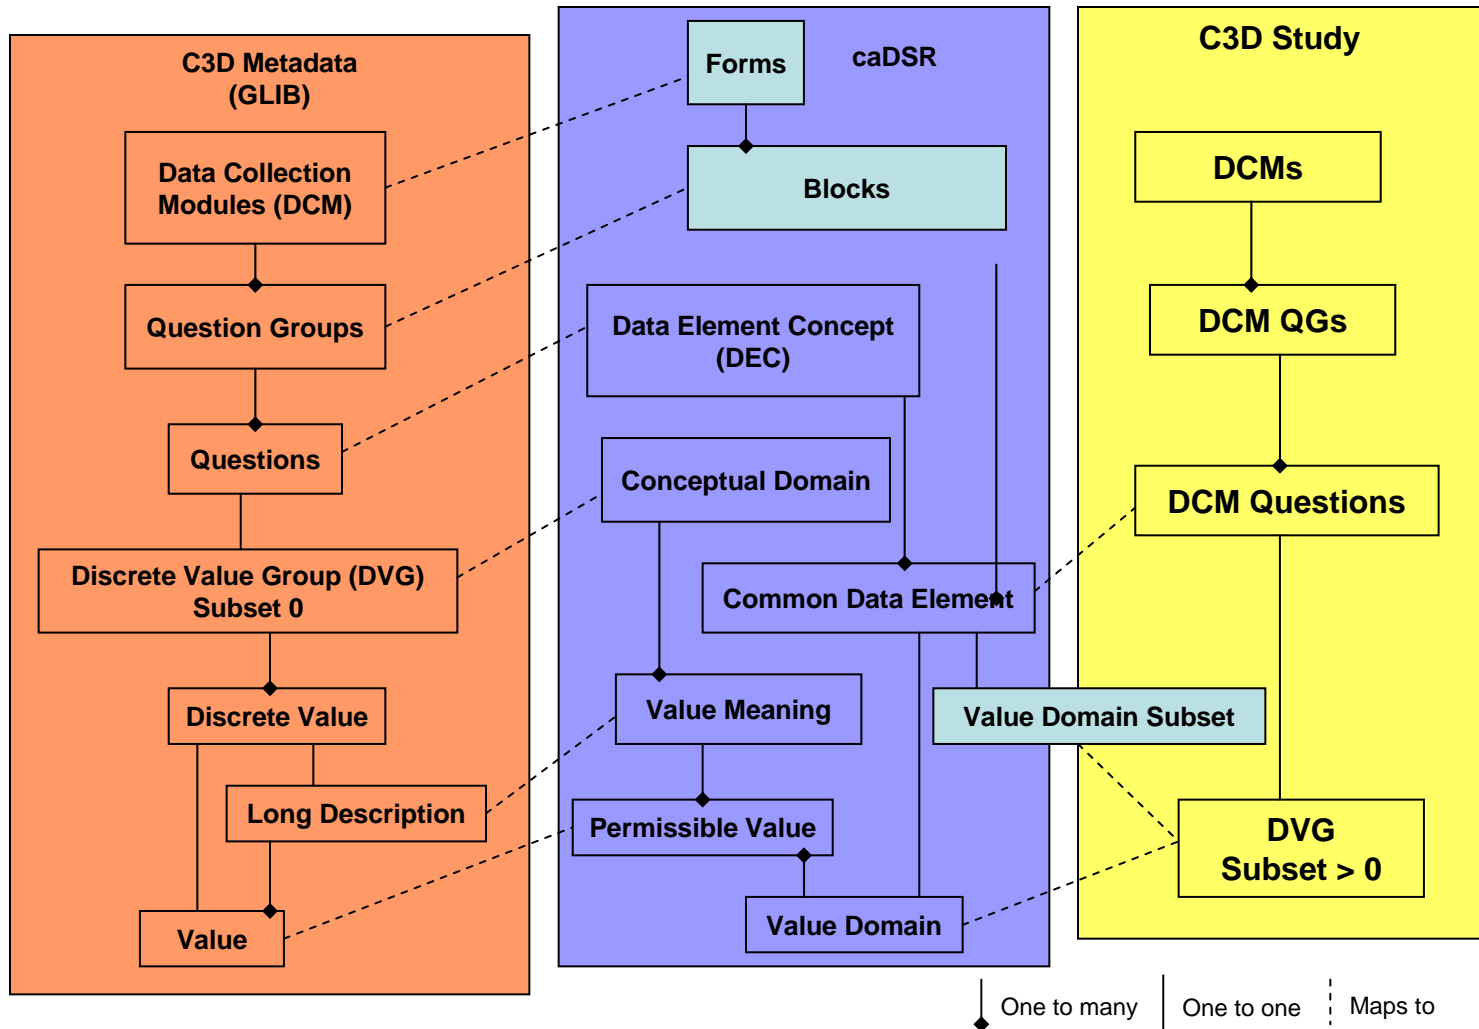 C3D Metadata
(GLIB)
Data Collection
Modules (DCM)
Question Groups
Questions
Discrete Value Group (DVG)
Subset 0
Discrete Value
Long Description
Value
caDSR
Forms
Blocks
Data Element Concept
(DEC)
Conceptual Domain
Common Data Element
Value Meaning
Value Domain Subset
Permissible Value
Value Domain
C3D Study
DCMs
DCM QGs
DCM Questions
DVG
Subset > 0
One to many
One to one
Maps to